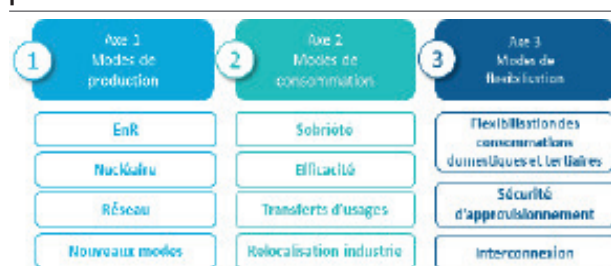 1
Axe 1
Modes de
production
EnR
Nucléaire
Réseau
Nouveaux modes
2
Axe 2
Modes de
consommation
Sobriété
Efficacité
Transferts d'usages
Relocalisation industrie
3
Axe 3
Modes de
flexibilisation
Flexibilisation des
consommations
domestiques et tertiaires
Sécurité
d'approvisionnement
Interconnexion